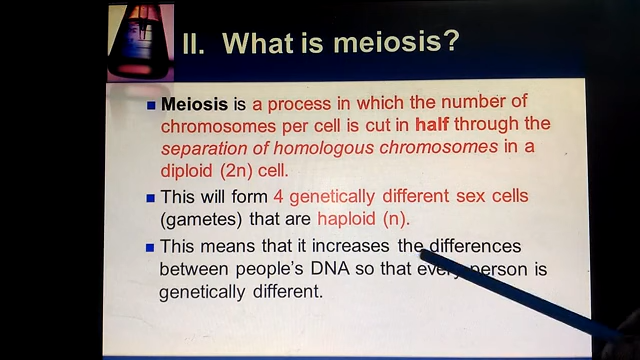 II. What is meiosis?
Meiosis is a process in which the number of
chromosomes per cell is cut in half through the
separation of homologous chromosomes in a
diploid (2n) cell.
This will form 4 genetically different sex cells
(gametes) that are haploid (n).
This means that it increases the differences
between people's DNA so that every person is
genetically different.